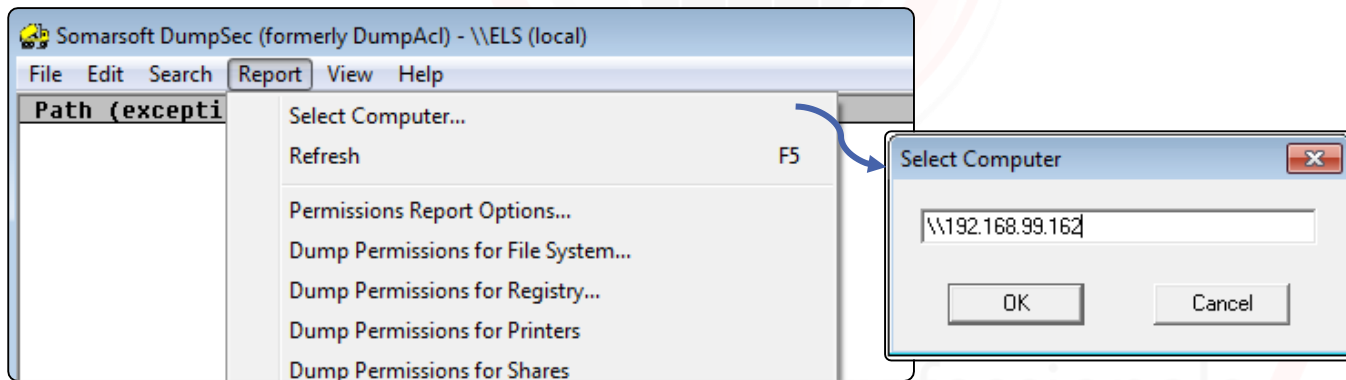 Somarsoft DumpSec (formerly DumpAcl) - \\ELS (local)
File Edit Search Report View Help
Path (excepti
Select Computer...
Refresh F5
Permissions Report Options...
Dump Permissions for File System...
Dump Permissions for Registry...
Dump Permissions for Printers
Dump Permissions for Shares
Select Computer
\\192.168.99.162
OK Cancel